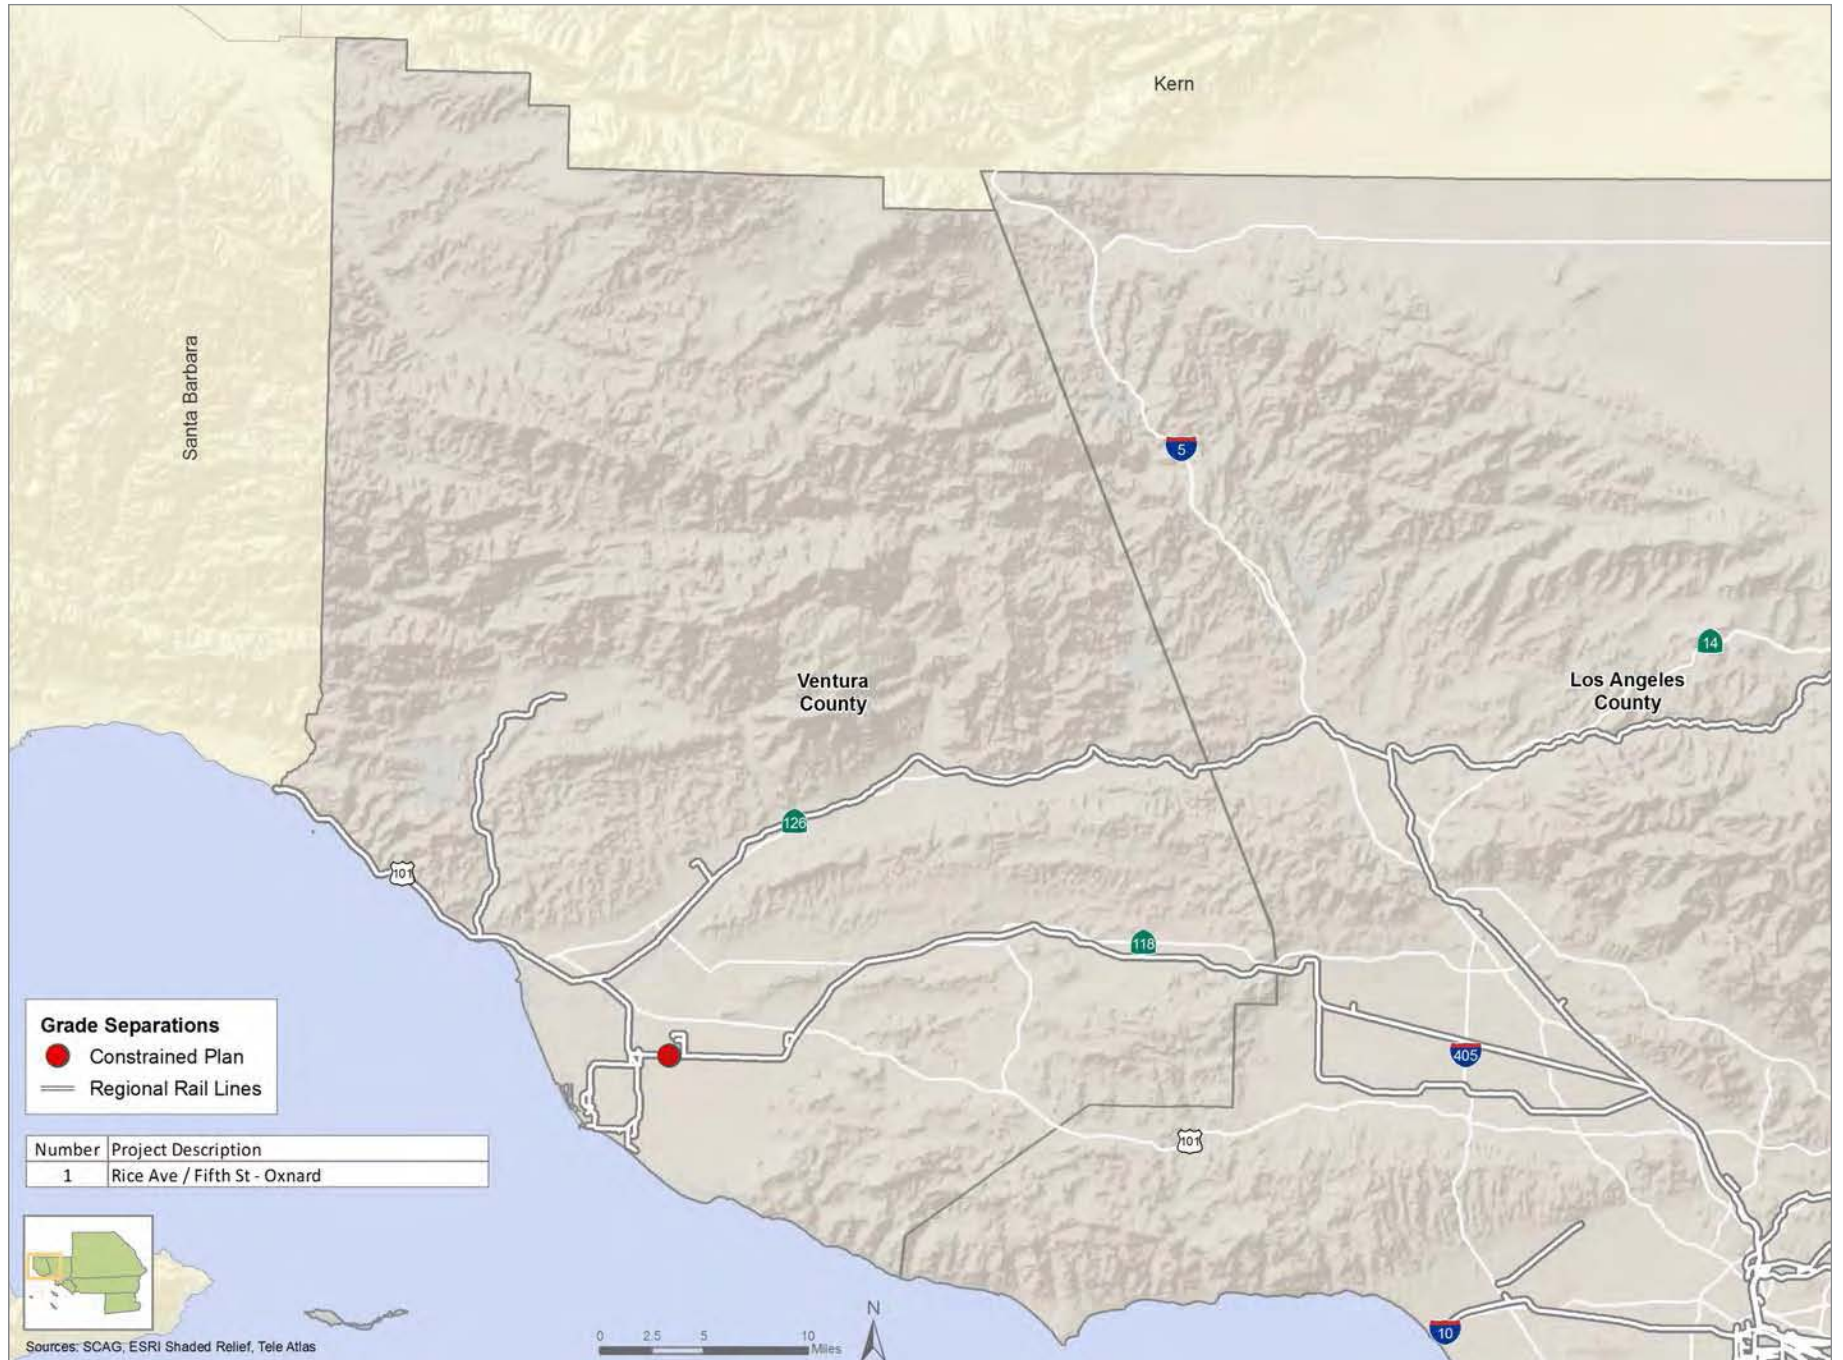 Kern
Santa Barbara
5
14
Ventura
County
Los Angeles
County
126
101
118
Grade Separations
Constrained Plan
Regional Rail Lines
405
101
Number Project Description
1 Rice Ave / Fifth St - Oxnard
N
0 2.5 5 10
Miles
10
Sources: SCAG, ESRI Shaded Relief, Tele Atlas